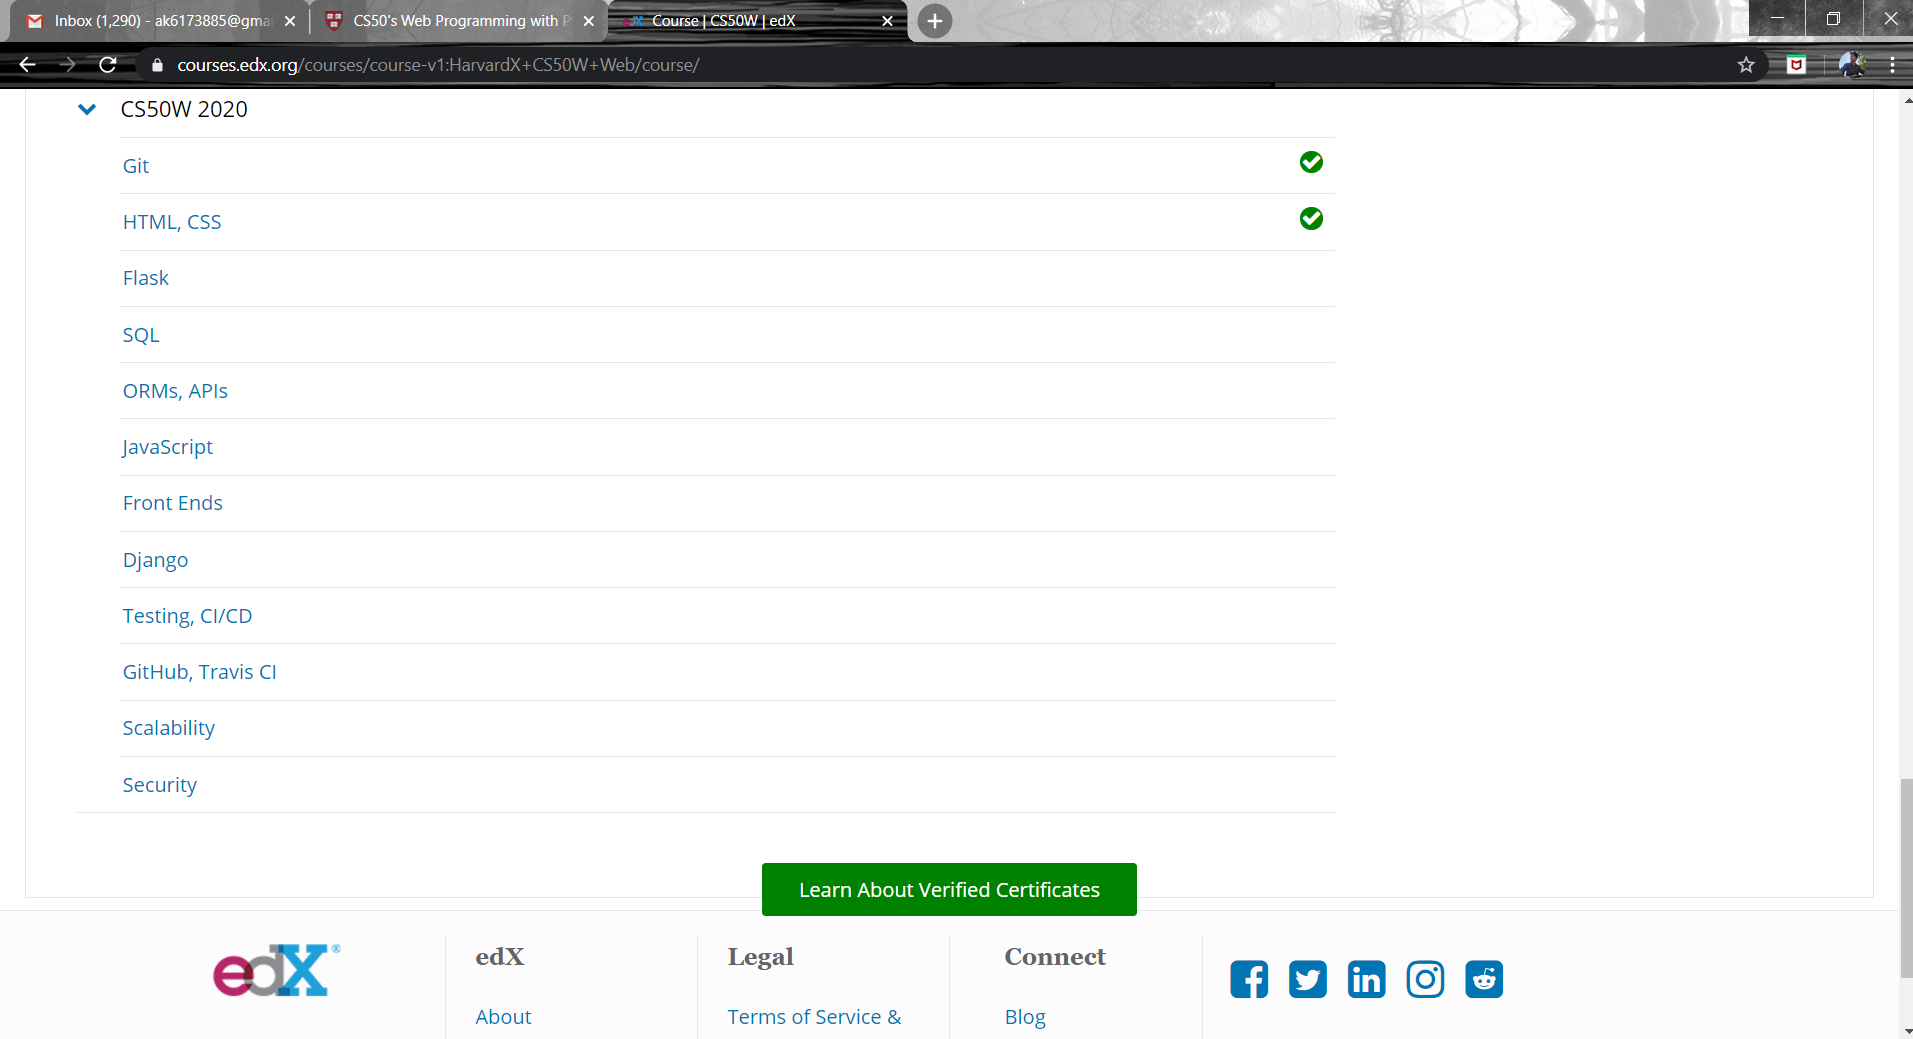 Inbox (1,290) - ak6173885@gmai
CS50's Web Programming with P
Course | CS50W | edX
courses.edx.org/courses/course-v1:HarvardX+CS50W+Web/course/
CS50W 2020
Git
HTML, CSS
Flask
SQL
ORMs, APIs
JavaScript
Front Ends
Django
Testing, CI/CD
GitHub, Travis CI
Scalability
Security
Learn About Verified Certificates
edX®
edX
Legal
Connect
About
Terms of Service &
Blog